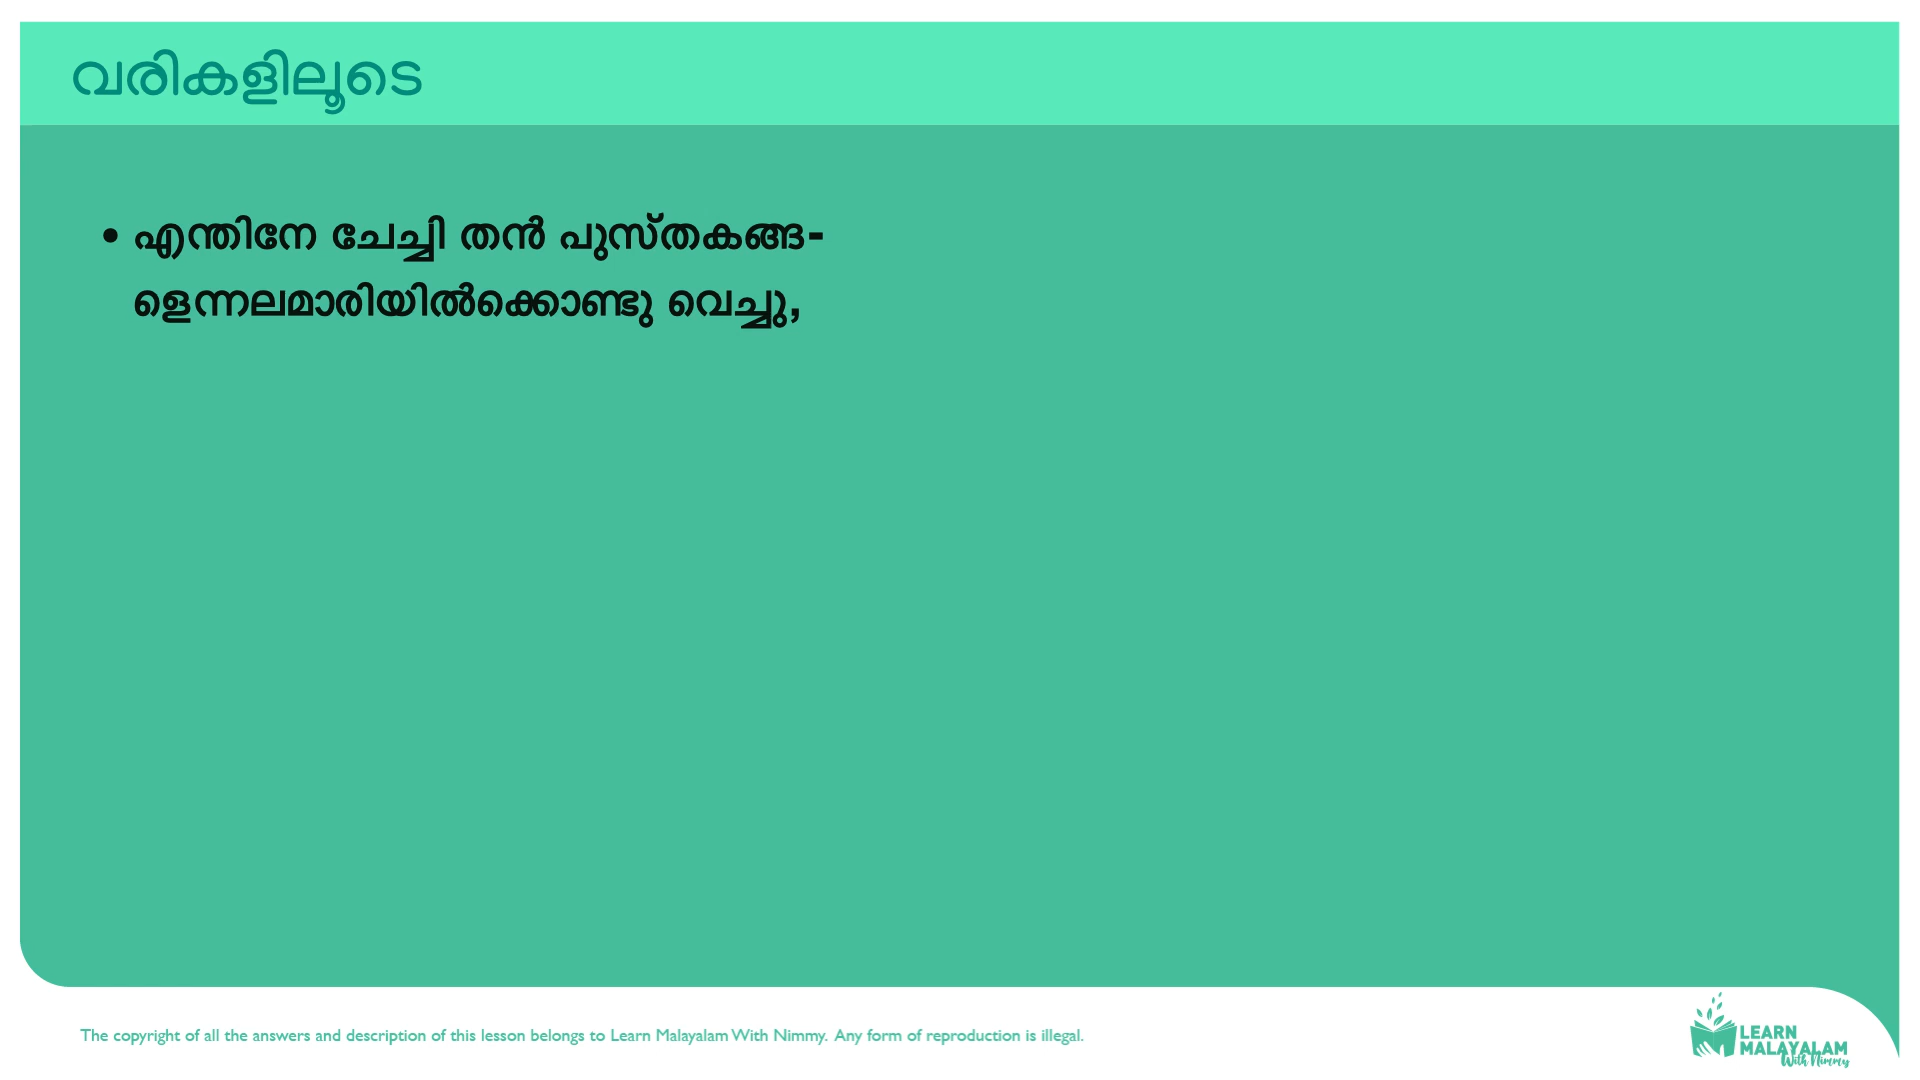 വരികളിലൂടെ
• എന്തിനേ ചേച്ചി തൻ പുസ്തകങ്ങ-
ളെന്നലമാരിയിൽക്കൊണ്ടു വെച്ചു,
The copyright of all the answers and description of this lesson belongs to Learn Malayalam With Nimmy. Any form of reproduction is illegal.
LEARN
MALAYALAM
With Nimmy